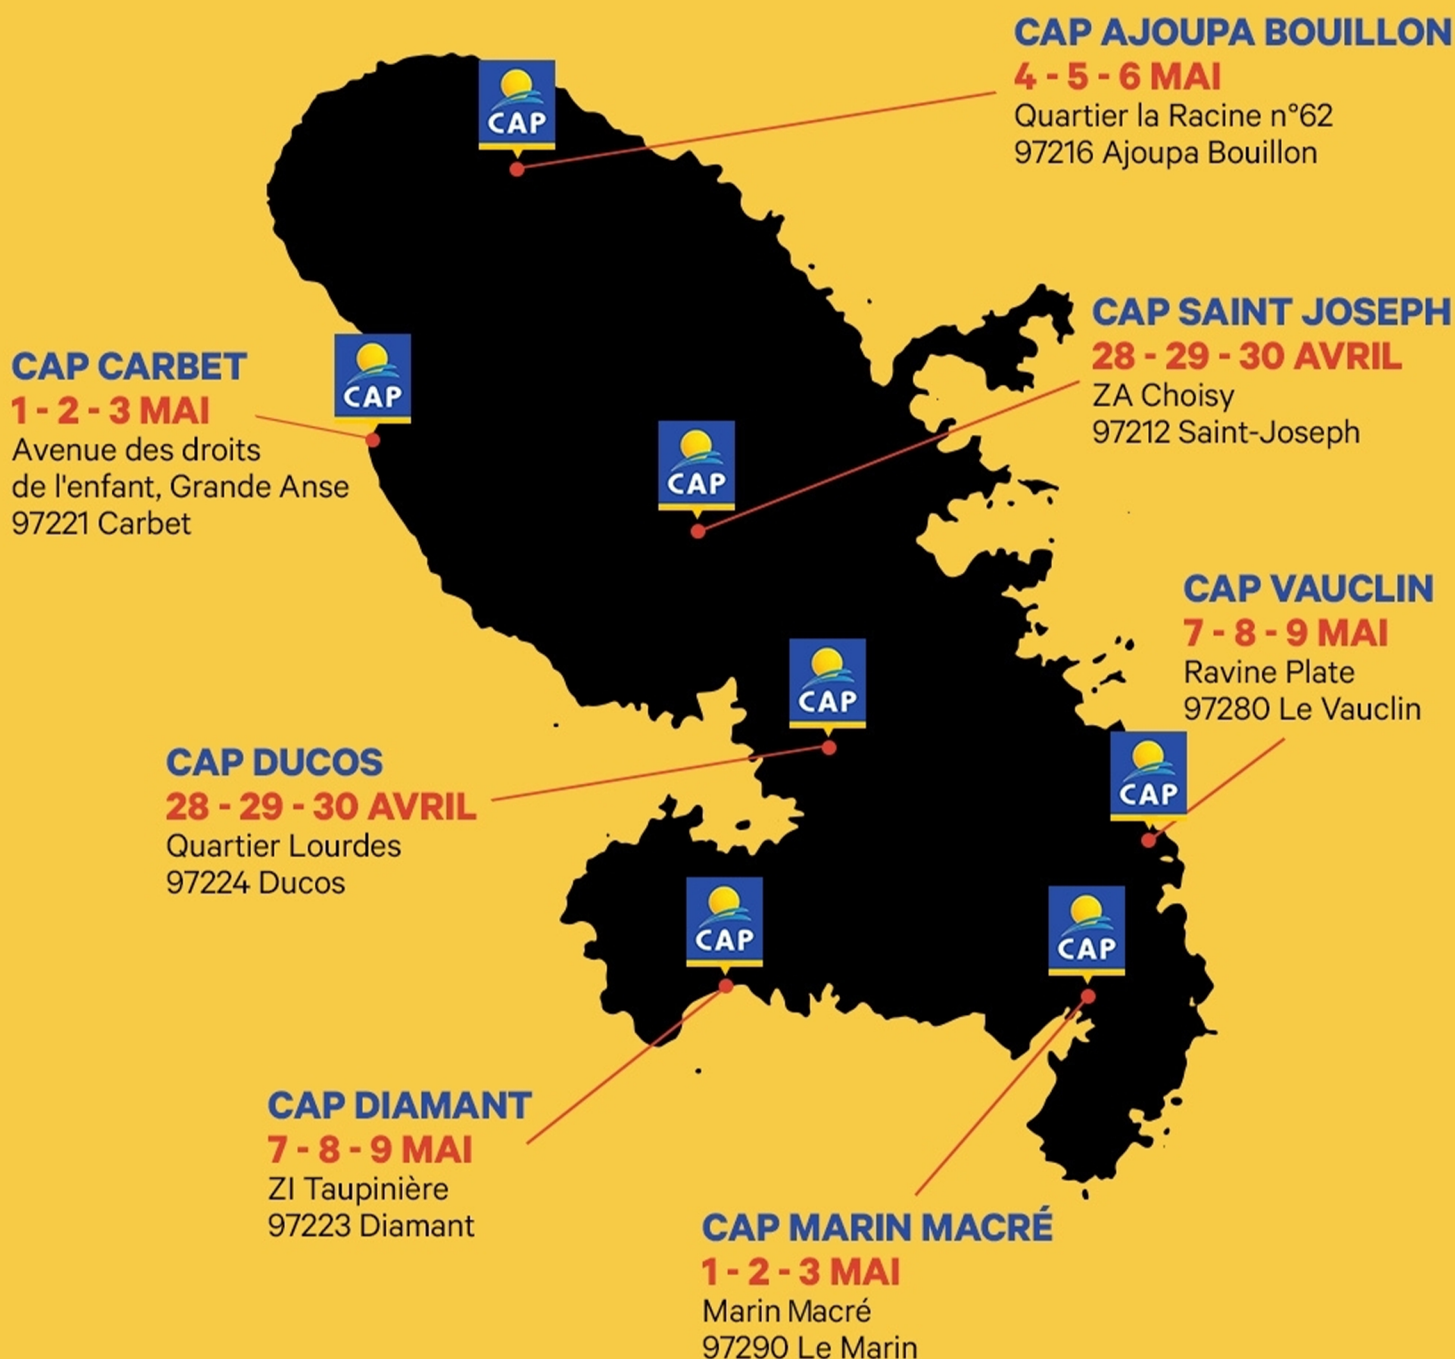 CAP AJOUPA BOUILLON
4 - 5 - 6 MAI
Quartier la Racine n°62
97216 Ajoupa Bouillon
CAP
CAP SAINT JOSEPH
28 - 29 - 30 AVRIL
ZA Choisy
97212 Saint-Joseph
CAP
CAP CARBET
1 - 2 - 3 MAI
Avenue des droits
de l'enfant, Grande Anse
97221 Carbet
CAP
CAP VAUCLIN
7 - 8 - 9 MAI
Ravine Plate
97280 Le Vauclin
CAP
CAP DUCOS
28 - 29 - 30 AVRIL
Quartier Lourdes
97224 Ducos
CAP
CAP
CAP
CAP DIAMANT
7 - 8 - 9 MAI
ZI Taupinière
97223 Diamant
CAP MARIN MACRÉ
1 - 2 - 3 MAI
Marin Macré
97290 Le Marin